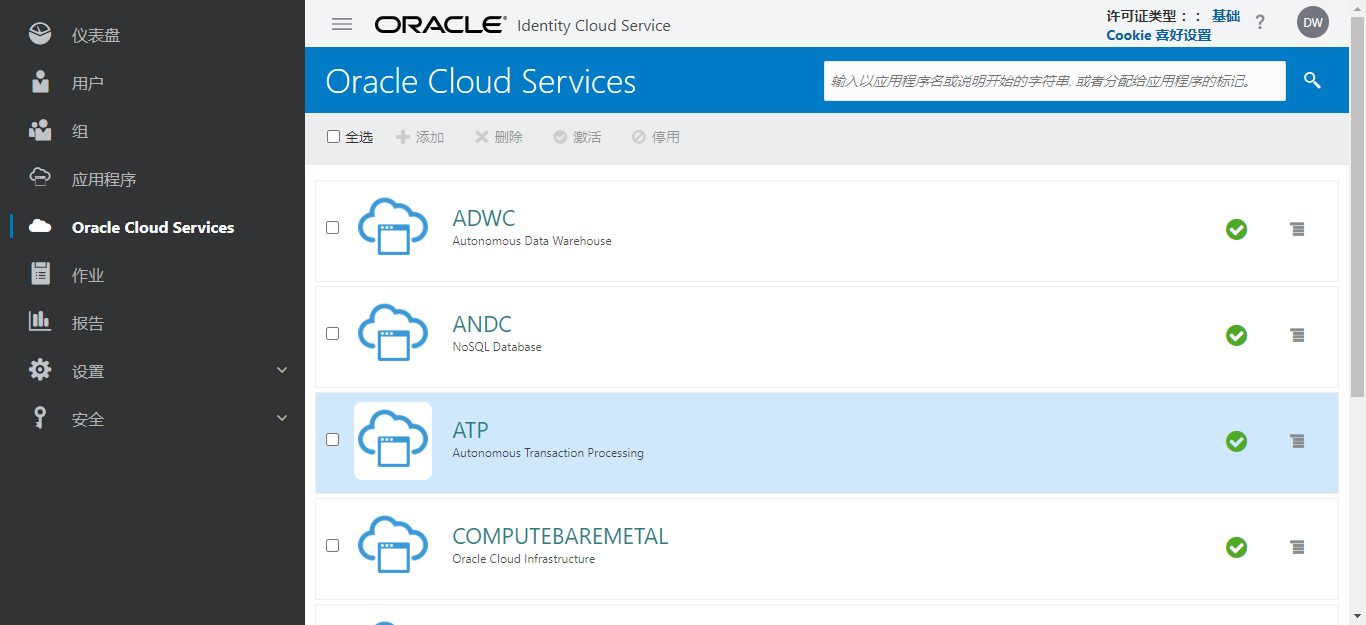 仪表盘
用户
组
应用程序
Oracle Cloud Services
作业
报告
设置
安全
ORACLE® Identity Cloud Service
许可证类型：： 基础
Cookie 喜好设置
?
DW
Oracle Cloud Services
输入以应用程序名或说明开始的字符串, 或者分配给应用程序的标记。
全选 添加 删除 激活 停用
ADWC
Autonomous Data Warehouse
ANDC
NoSQL Database
ATP
Autonomous Transaction Processing
COMPUTEBAREMETAL
Oracle Cloud Infrastructure